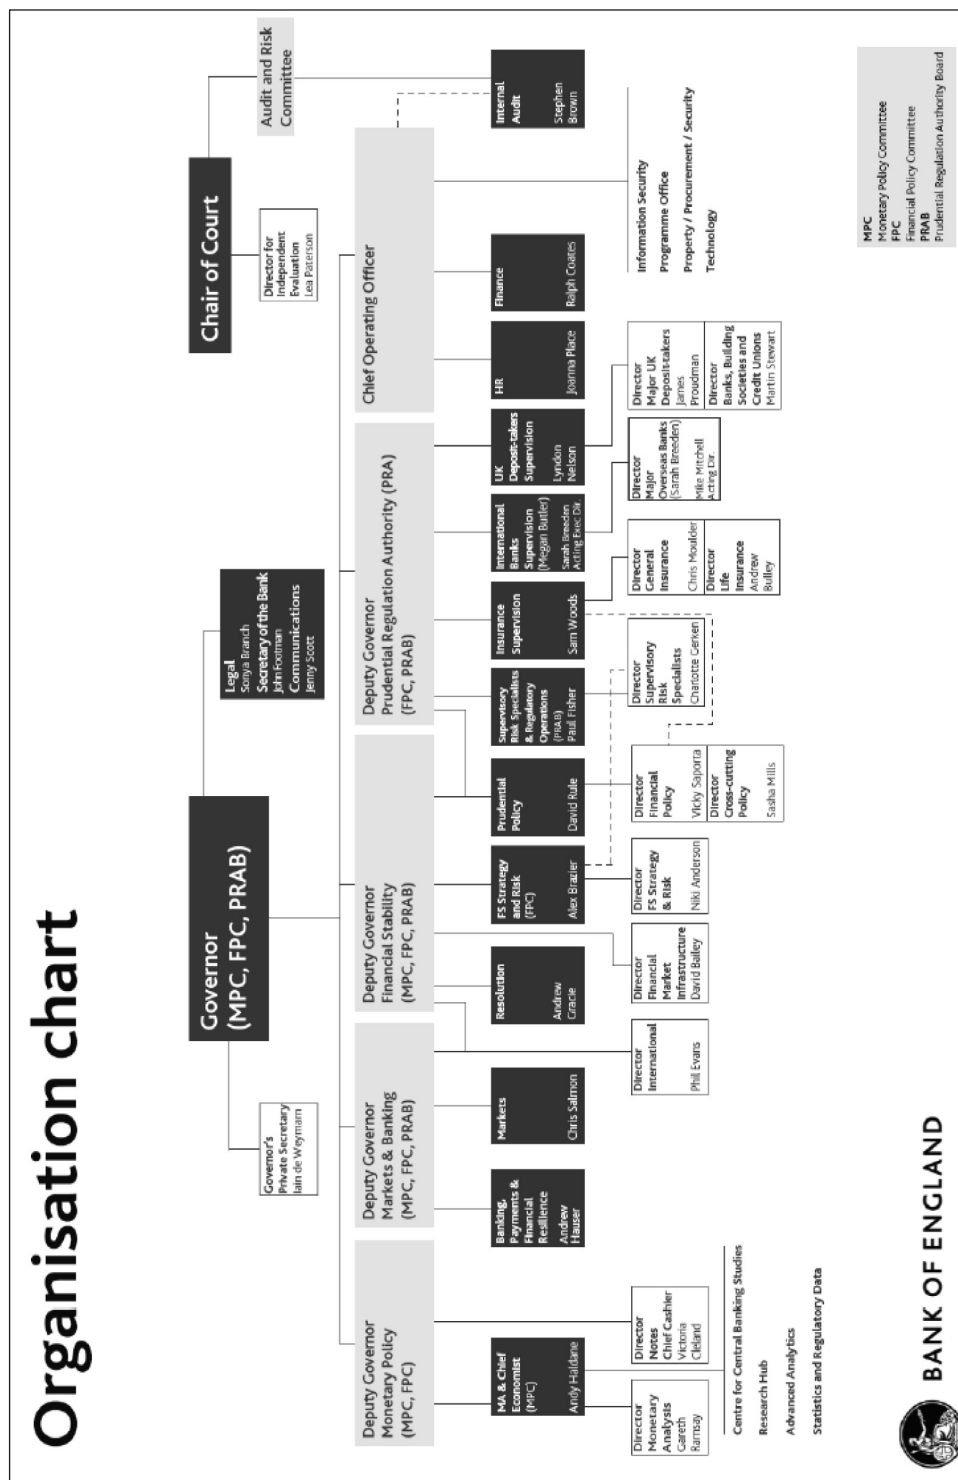 Organisation chart
Governor
(MPC, FPC, PRAB)
Chair of Court
Audit and Risk
Committee
Governor's
Private Secretary
Iain de Weymarn
Legal
Sonya Branch
Secretary of the Bank
John Footman
Communications
Jenny Scott
Director for
Independent
Evaluation
Lea Paterson
Deputy Governor
Monetary Policy
(MPC, FPC)
Deputy Governor
Markets & Banking
(MPC, FPC, PRAB)
Deputy Governor
Financial Stability
(MPC, FPC, PRAB)
Deputy Governor
Prudential Regulation Authority (PRA)
(FPC, PRAB)
Chief Operating Officer
MA & Chief
Economist
(MPC)
Andy Haldane
Banking,
Payments &
Financial
Resilience
Andrew
Hauser
Markets
Chris Salmon
Resolution
Andrew
Gracie
FS Strategy
and Risk
(FPC)
Alex Brazier
Prudential
Policy
David Rule
Supervisory
Risk Specialists
& Regulatory
Operations
(PRAB)
Paul Fisher
Insurance
Supervision
Sam Woods
International
Banks
Supervision
(Megan Butler)
Sarah Breeden
Acting Exec Dir.
UK
Deposit-takers
Supervision
Lyndon
Nelson
HR
Joanna Place
Finance
Ralph Coates
Internal
Audit
Stephen
Brown
Director
Monetary
Analysis
Gareth
Ramsay
Director
Notes
Chief Cashier
Victoria
Cleland
Director
International
Phil Evans
Director
Financial
Market
Infrastructure
David Bailey
Director
FS Strategy
& Risk
Niki Anderson
Director
Financial
Policy
Vicky Saporta
Director
Cross-cutting
Policy
Sasha Mills
Director
Supervisory
Risk
Specialists
Charlotte Gerken
Director
General
Insurance
Chris Moulder
Director
Life
Insurance
Andrew
Bulley
Director
Major
Overseas Banks
(Sarah Breeden)
Mike Mitchell
Acting Dir.
Director
Major UK
Deposit-takers
James
Proudman
Director
Banks, Building
Societies and
Credit Unions
Martin Stewart
Information Security
Programme Office
Property / Procurement / Security
Technology
Centre for Central Banking Studies
Research Hub
Advanced Analytics
Statistics and Regulatory Data
BANK OF ENGLAND
MPC
Monetary Policy Committee
FPC
Financial Policy Committee
PRAB
Prudential Regulation Authority Board